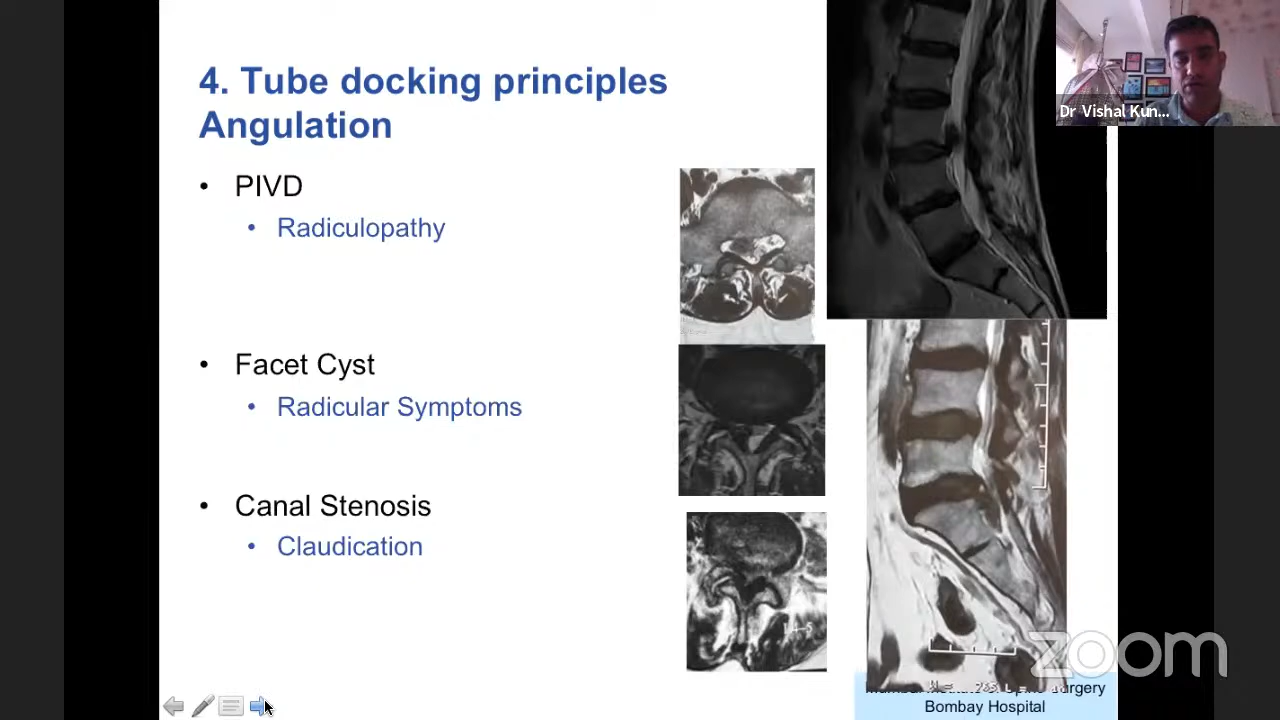 4. Tube docking principles
Angulation
• PIVD
• Radiculopathy
• Facet Cyst
• Radicular Symptoms
• Canal Stenosis
• Claudication
Dr Vishal Kun...
zoom
Surgery
Bombay Hospital